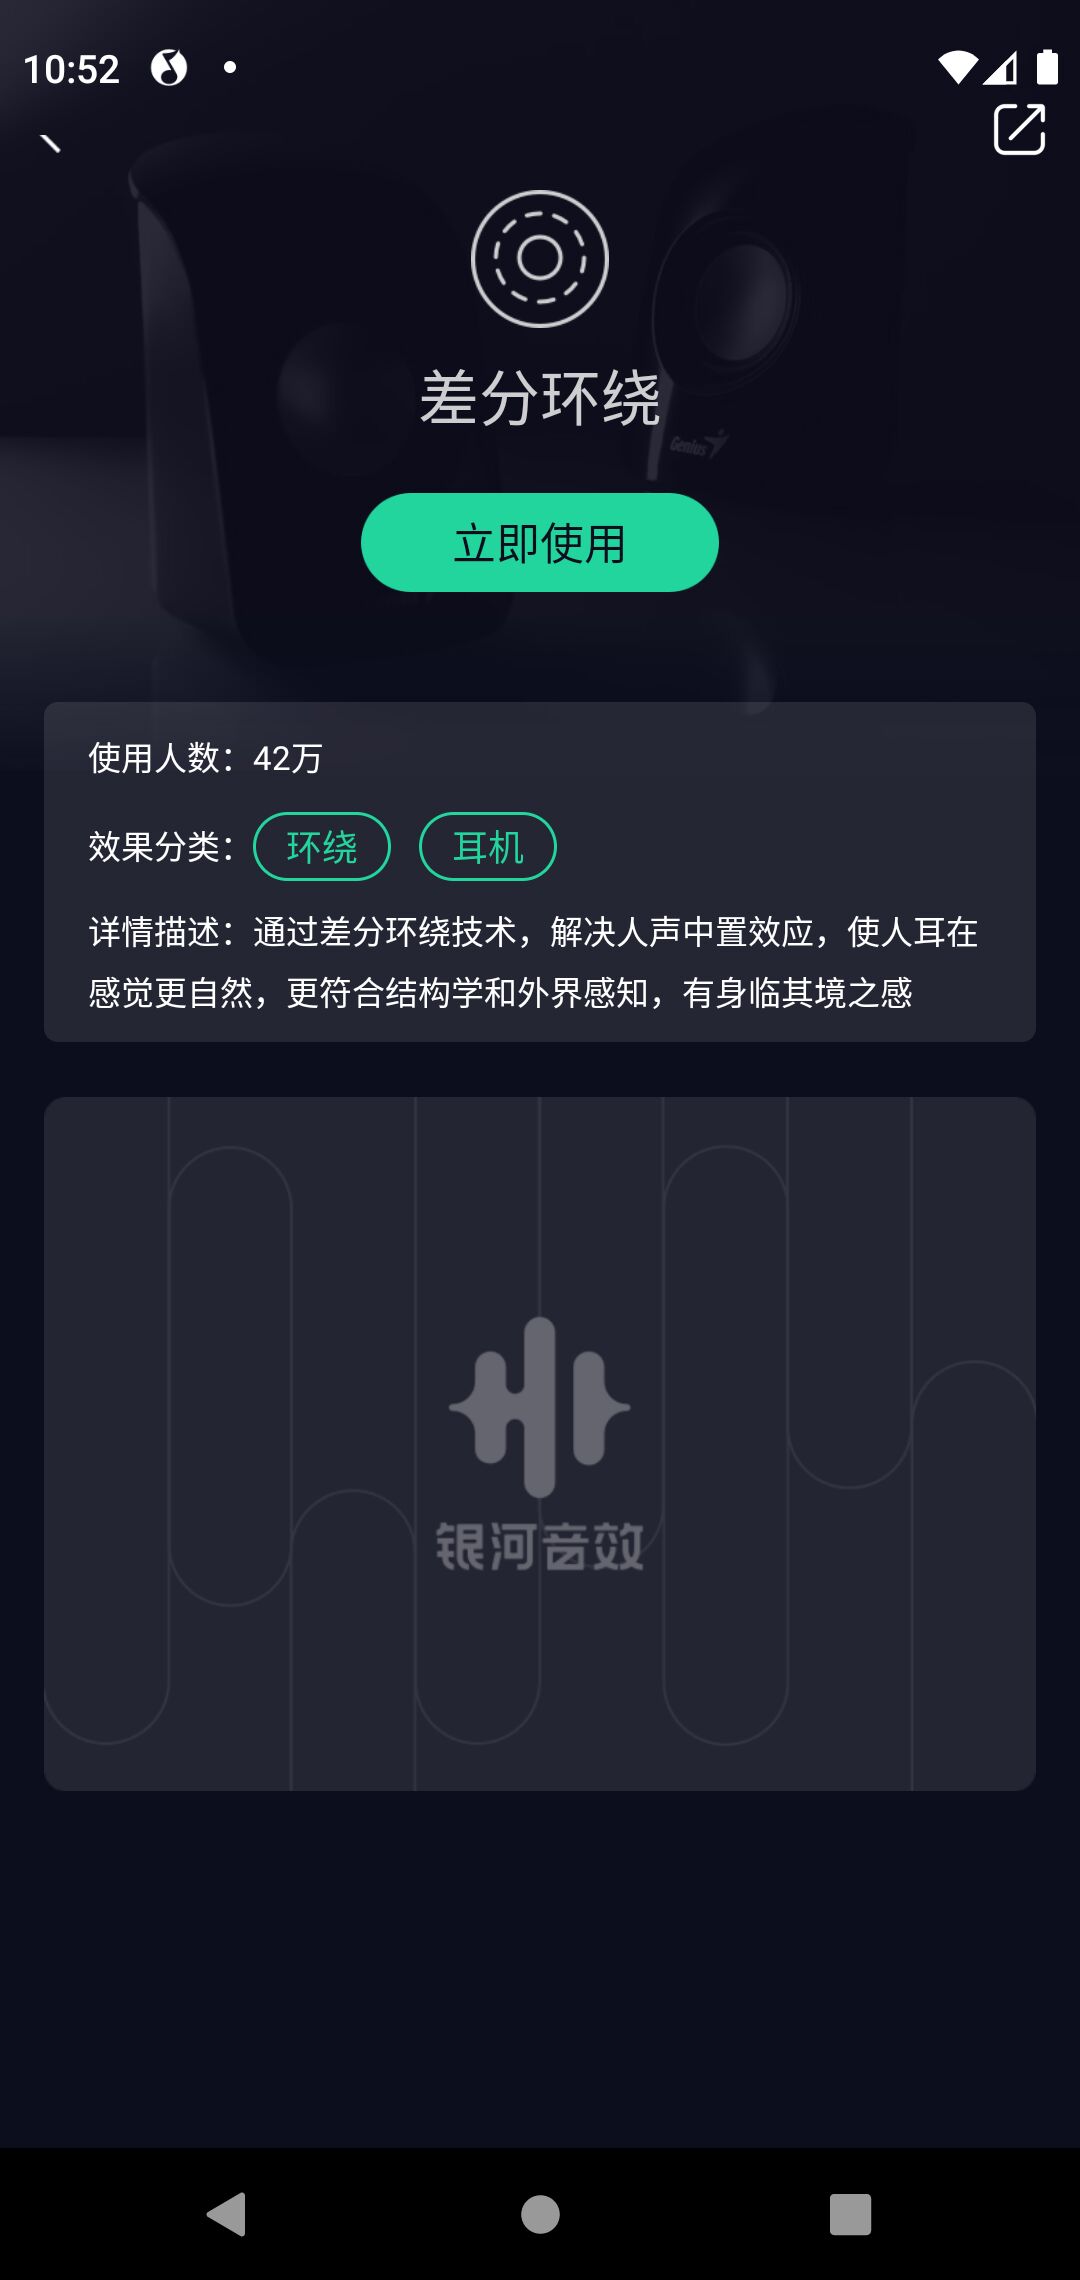 10:52
Genius
差分环绕
立即使用
使用人数：42万
效果分类：环绕 耳机
详情描述：通过差分环绕技术，解决人声中置效应，使人耳在
感觉更自然，更符合结构学和外界感知，有身临其境之感
银河音效